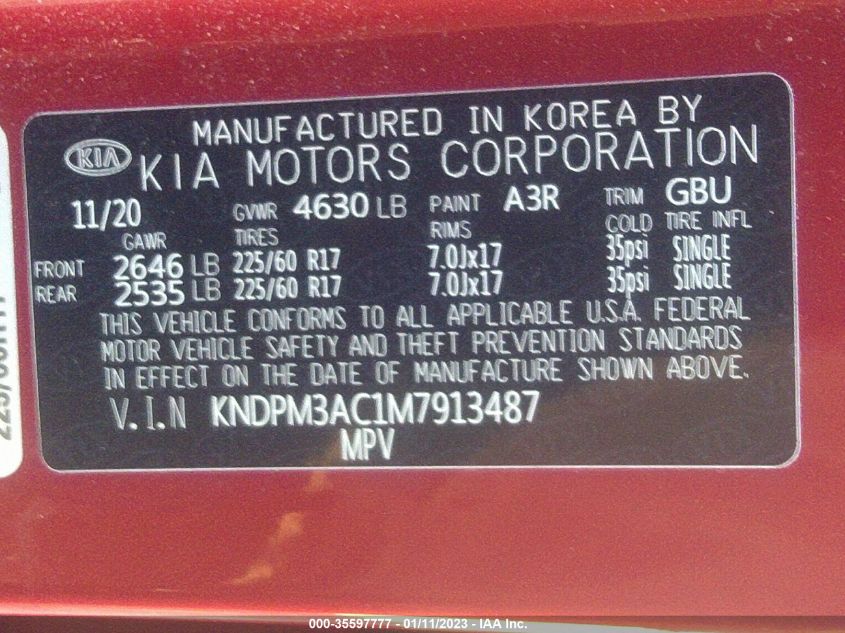 MANUFACTURED IN KOREA BY
KIA KIA MOTORS CORPORATION
11/20 GVWR 4630 LB PAINT A3R TRIM GBU
GAWR TIRES RIMS COLD TIRE INFL
FRONT 2646 LB 225/60 R17 7.0Jx17 35psi SINGLE
REAR 2535 LB 225/60 R17 7.0Jx17 35psi SINGLE
THIS VEHICLE CONFORMS TO ALL APPLICABLE U.S.A. FEDERAL
MOTOR VEHICLE SAFETY AND THEFT PREVENTION STANDARDS
IN EFFECT ON THE DATE OF MANUFACTURE SHOWN ABOVE.
V.I.N KNDPM3AC1M7913487
MPV
000-35597777 - 01/11/2023 - IAA Inc.